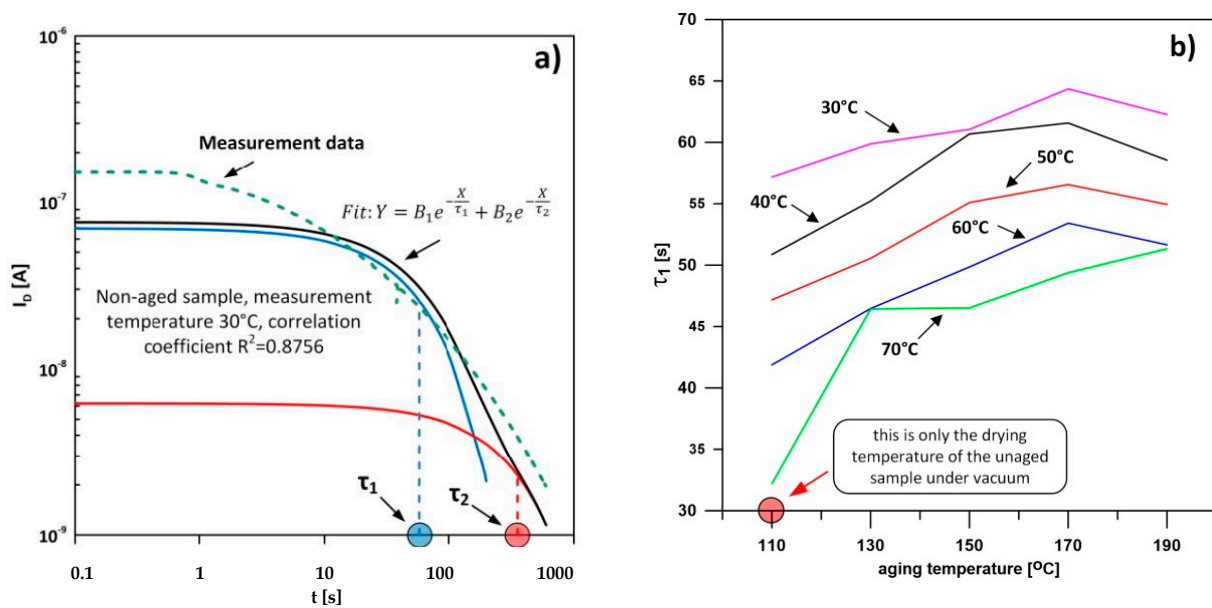 a)
10⁻⁶
10⁻⁷
10⁻⁸
10⁻⁹
I_D [A]
Measurement data
Fit: Y = B₁e^{-X/τ₁} + B₂e^{-X/τ₂}
Non-aged sample, measurement
temperature 30°C, correlation
coefficient R²=0.8756
τ₁
τ₂
0.1 1 10 100 1000
t [s]
b)
70
65
60
55
50
45
40
35
30
τ₁ [s]
30°C
40°C
50°C
60°C
70°C
this is only the drying
temperature of the unaged
sample under vacuum
110 130 150 170 190
aging temperature [⁰C]